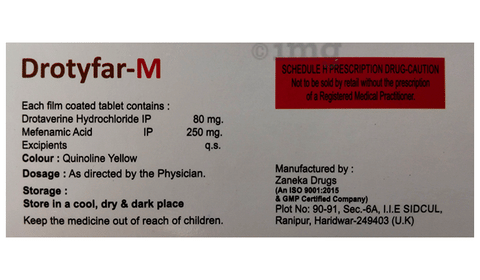 1mg
Drotyfar-M
SCHEDULE H PRESCRIPTION DRUG-CAUTION
Not to be sold by retail without the prescription
of a Registered Medical Practitioner.
Each film coated tablet contains :
Drotaverine Hydrochloride IP 80 mg.
Mefenamic Acid IP 250 mg.
Excipients q.s.
Colour : Quinoline Yellow
Dosage : As directed by the Physician.
Storage :
Store in a cool, dry & dark place
Keep the medicine out of reach of children.
Manufactured by :
Zaneka Drugs
(An ISO 9001:2015
& GMP Certified Company)
Plot No: 90-91, Sec.-6A, I.I.E SIDCUL,
Ranipur, Haridwar-249403 (U.K)